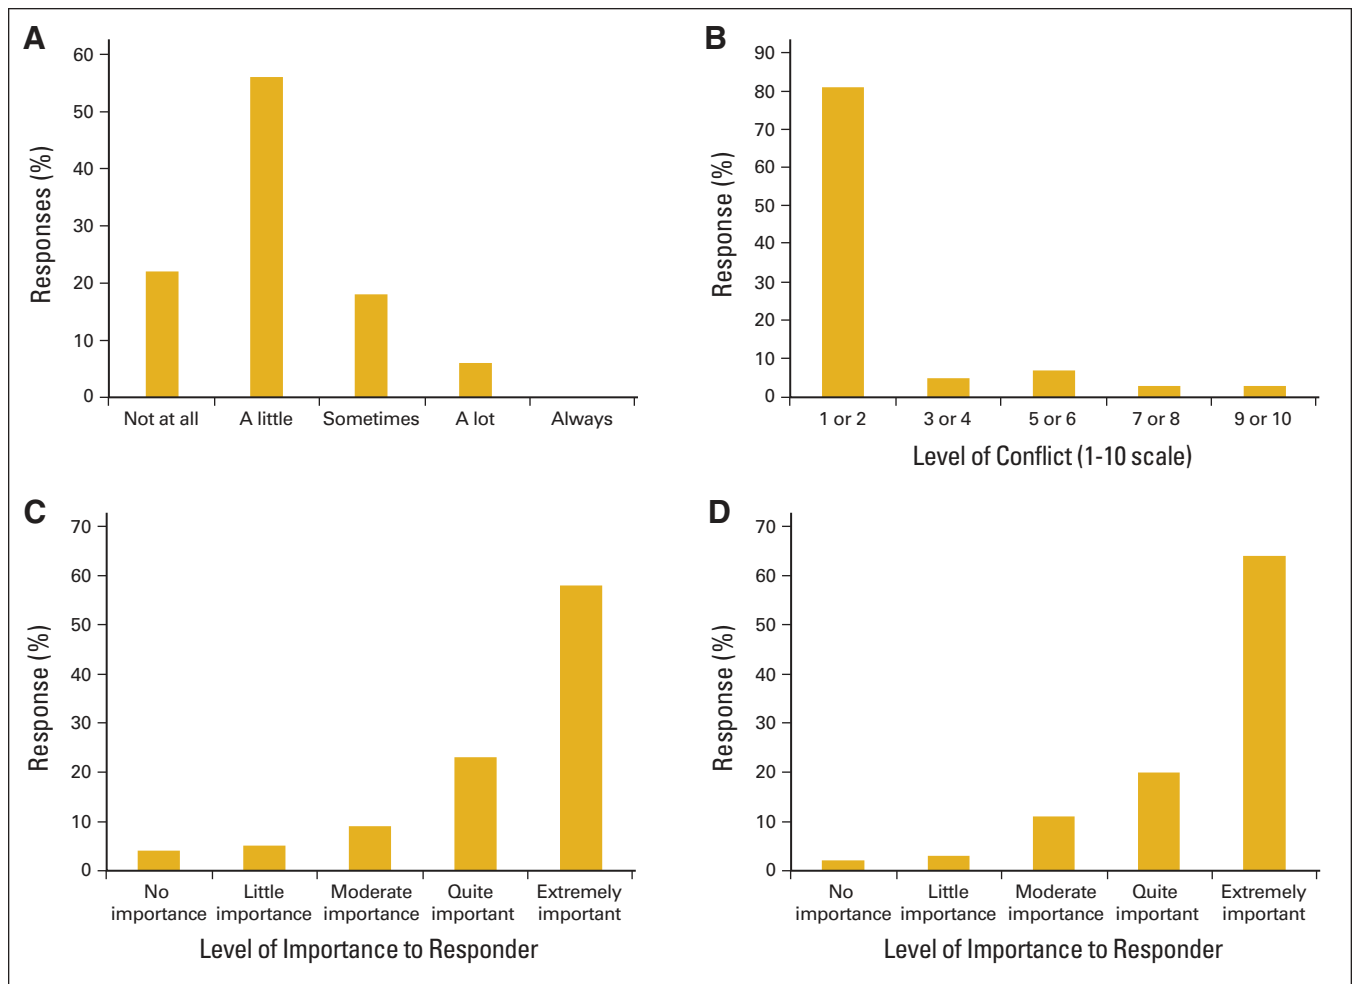 A
60
50
40
30
20
10
0
Responses (%)
Not at all A little Sometimes A lot Always
B
90
80
70
60
50
40
30
20
10
0
Response (%)
1 or 2 3 or 4 5 or 6 7 or 8 9 or 10
Level of Conflict (1-10 scale)
C
70
60
50
40
30
20
10
0
Response (%)
No Little Moderate Quite Extremely
importance importance importance important important
Level of Importance to Responder
D
70
60
50
40
30
20
10
0
Response (%)
No Little Moderate Quite Extremely
importance importance importance important important
Level of Importance to Responder